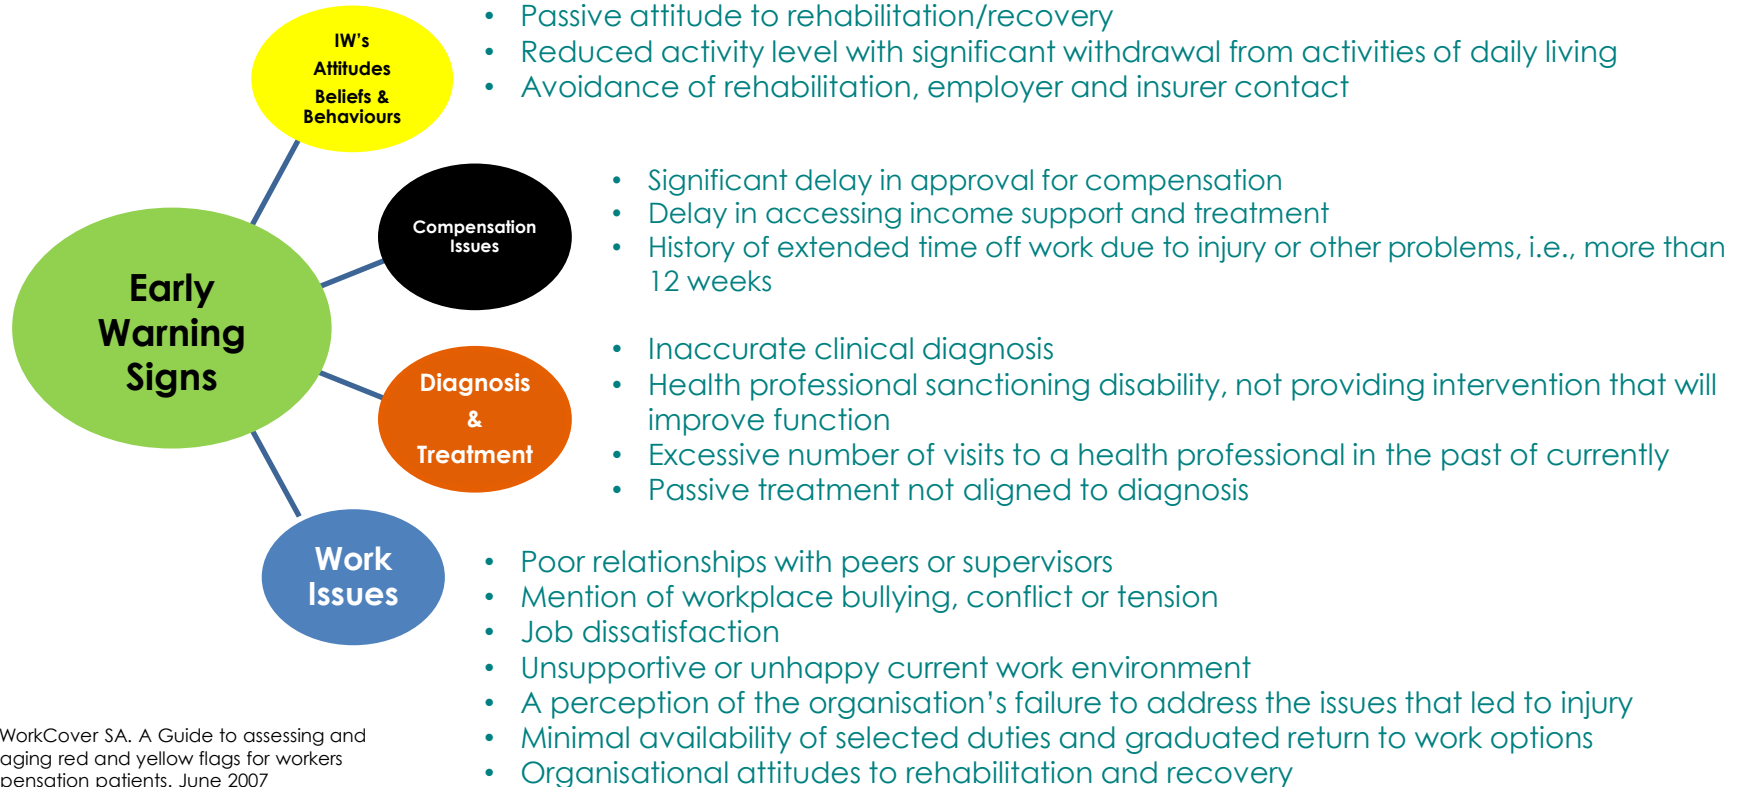 IW's
Attitudes
Beliefs &
Behaviours
• Passive attitude to rehabilitation/recovery
• Reduced activity level with significant withdrawal from activities of daily living
• Avoidance of rehabilitation, employer and insurer contact
Compensation
Issues
• Significant delay in approval for compensation
• Delay in accessing income support and treatment
• History of extended time off work due to injury or other problems, i.e., more than
12 weeks
Early
Warning
Signs
Diagnosis
&
Treatment
• Inaccurate clinical diagnosis
• Health professional sanctioning disability, not providing intervention that will
improve function
• Excessive number of visits to a health professional in the past of currently
• Passive treatment not aligned to diagnosis
Work
Issues
• Poor relationships with peers or supervisors
• Mention of workplace bullying, conflict or tension
• Job dissatisfaction
• Unsupportive or unhappy current work environment
• A perception of the organisation's failure to address the issues that led to injury
• Minimal availability of selected duties and graduated return to work options
• Organisational attitudes to rehabilitation and recovery
WorkCover SA. A Guide to assessing and
aging red and yellow flags for workers
pensation patients. June 2007